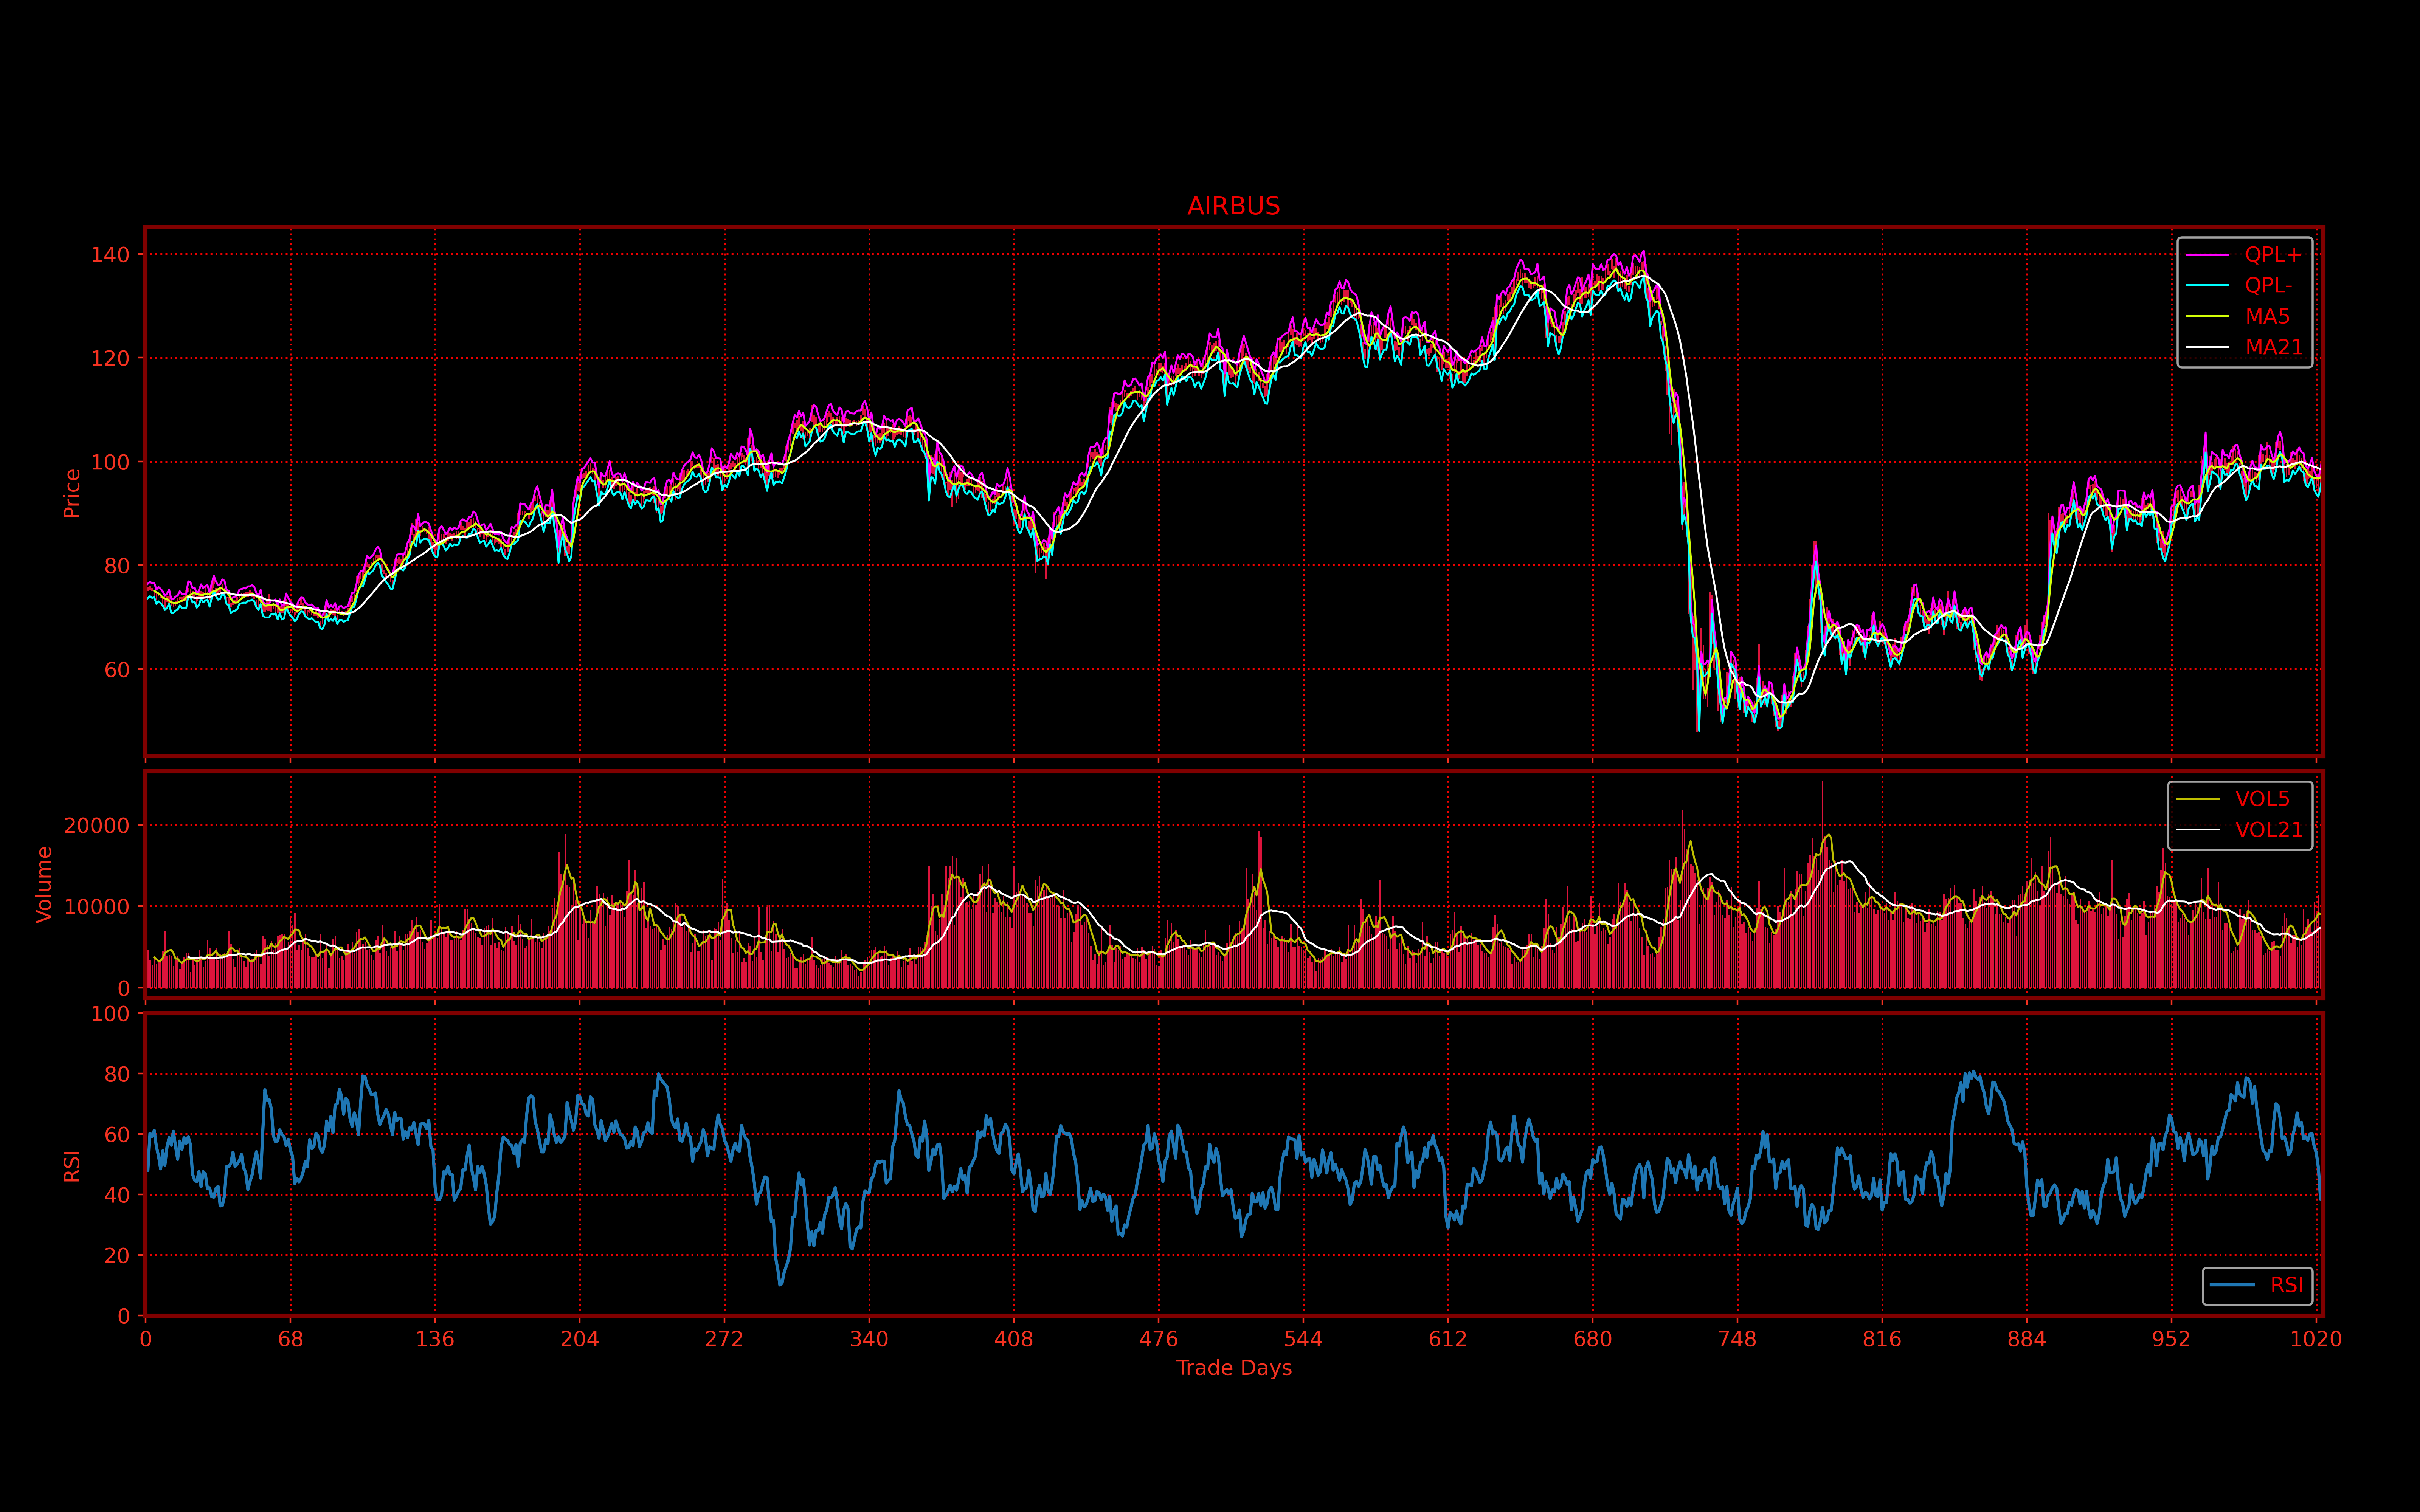 AIRBUS
140
120
100
80
60
Price
QPL+
QPL-
MA5
MA21
20000
10000
0
Volume
VOL5
VOL21
100
80
60
40
20
0
RSI
RSI
0 68 136 204 272 340 408 476 544 612 680 748 816 884 952 1020
Trade Days